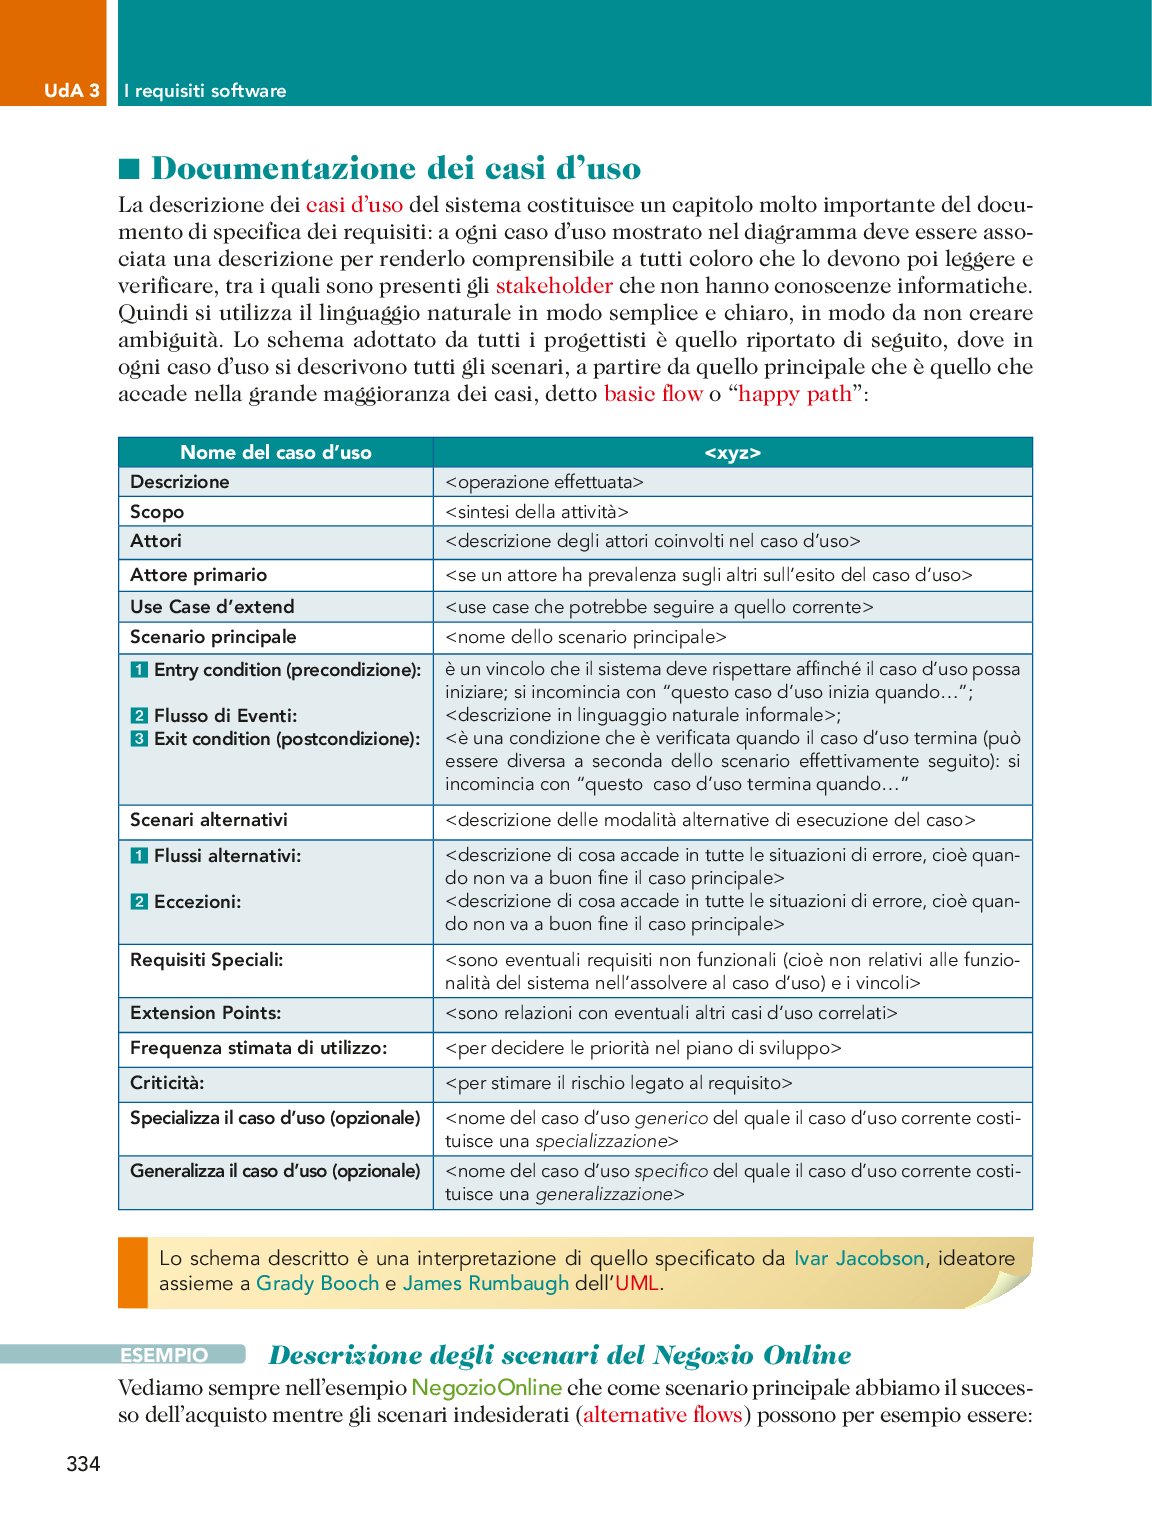 UdA 3 I requisiti software
■ Documentazione dei casi d’uso
La descrizione dei casi d’uso del sistema costituisce un capitolo molto importante del docu-
mento di specifica dei requisiti: a ogni caso d’uso mostrato nel diagramma deve essere asso-
ciata una descrizione per renderlo comprensibile a tutti coloro che lo devono poi leggere e
verificare, tra i quali sono presenti gli stakeholder che non hanno conoscenze informatiche.
Quindi si utilizza il linguaggio naturale in modo semplice e chiaro, in modo da non creare
ambiguità. Lo schema adottato da tutti i progettisti è quello riportato di seguito, dove in
ogni caso d’uso si descrivono tutti gli scenari, a partire da quello principale che è quello che
accade nella grande maggioranza dei casi, detto basic flow o “happy path”:
Nome del caso d’uso <xyz>
Descrizione <operazione effettuata>
Scopo <sintesi della attività>
Attori <descrizione degli attori coinvolti nel caso d’uso>
Attore primario <se un attore ha prevalenza sugli altri sull’esito del caso d’uso>
Use Case d’extend <use case che potrebbe seguire a quello corrente>
Scenario principale <nome dello scenario principale>
1 Entry condition (precondizione): è un vincolo che il sistema deve rispettare affinché il caso d’uso possa
iniziare; si incomincia con “questo caso d’uso inizia quando…”;
2 Flusso di Eventi: <descrizione in linguaggio naturale informale>;
3 Exit condition (postcondizione): <è una condizione che è verificata quando il caso d’uso termina (può
essere diversa a seconda dello scenario effettivamente seguito): si
incomincia con “questo caso d’uso termina quando…”
Scenari alternativi <descrizione delle modalità alternative di esecuzione del caso>
1 Flussi alternativi: <descrizione di cosa accade in tutte le situazioni di errore, cioè quan-
do non va a buon fine il caso principale>
2 Eccezioni: <descrizione di cosa accade in tutte le situazioni di errore, cioè quan-
do non va a buon fine il caso principale>
Requisiti Speciali: <sono eventuali requisiti non funzionali (cioè non relativi alle funzio-
nalità del sistema nell’assolvere al caso d’uso) e i vincoli>
Extension Points: <sono relazioni con eventuali altri casi d’uso correlati>
Frequenza stimata di utilizzo: <per decidere le priorità nel piano di sviluppo>
Criticità: <per stimare il rischio legato al requisito>
Specializza il caso d’uso (opzionale) <nome del caso d’uso generico del quale il caso d’uso corrente costi-
tuisce una specializzazione>
Generalizza il caso d’uso (opzionale) <nome del caso d’uso specifico del quale il caso d’uso corrente costi-
tuisce una generalizzazione>
Lo schema descritto è una interpretazione di quello specificato da Ivar Jacobson, ideatore
assieme a Grady Booch e James Rumbaugh dell’UML.
ESEMPIO Descrizione degli scenari del Negozio Online
Vediamo sempre nell’esempio NegozioOnline che come scenario principale abbiamo il succes-
so dell’acquisto mentre gli scenari indesiderati (alternative flows) possono per esempio essere:
334